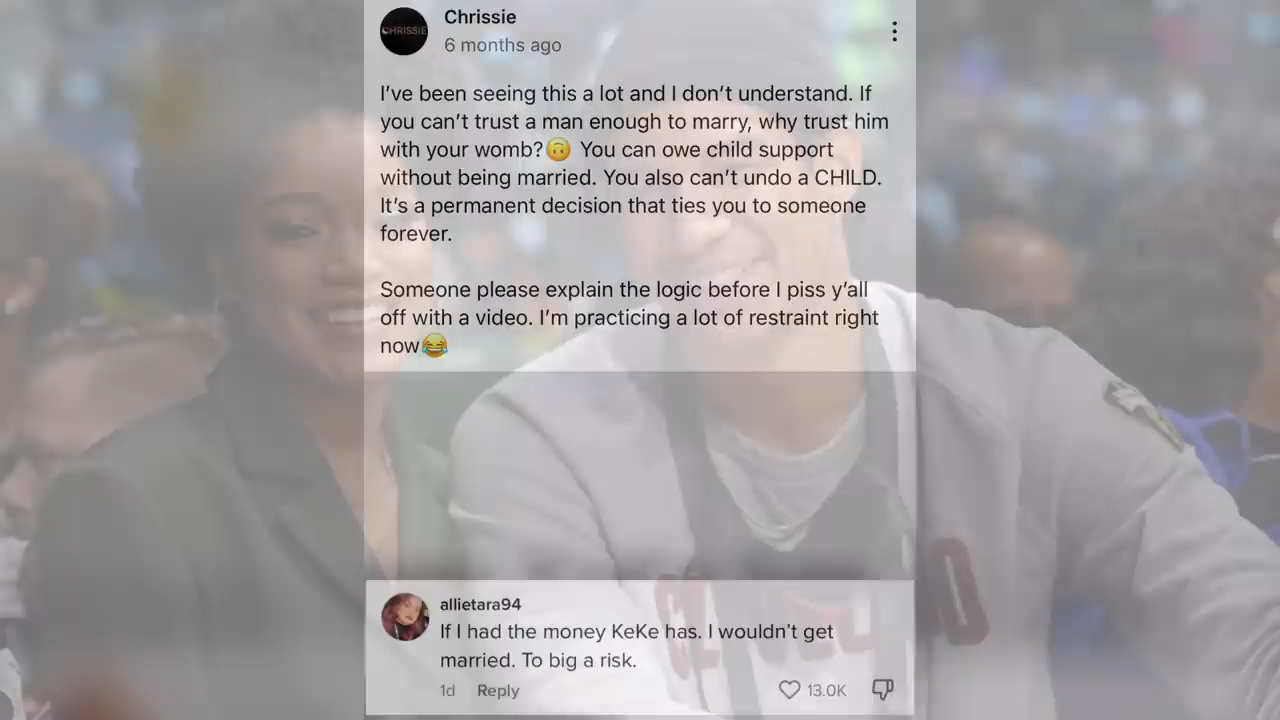 CHRISSIE
Chrissie
6 months ago
I've been seeing this a lot and I don't understand. If
you can't trust a man enough to marry, why trust him
with your womb?🙃 You can owe child support
without being married. You also can't undo a CHILD.
It's a permanent decision that ties you to someone
forever.
Someone please explain the logic before I piss y'all
off with a video. I'm practicing a lot of restraint right
now😂
allietara94
If I had the money KeKe has. I wouldn't get
married. To big a risk.
1d Reply 13.0K